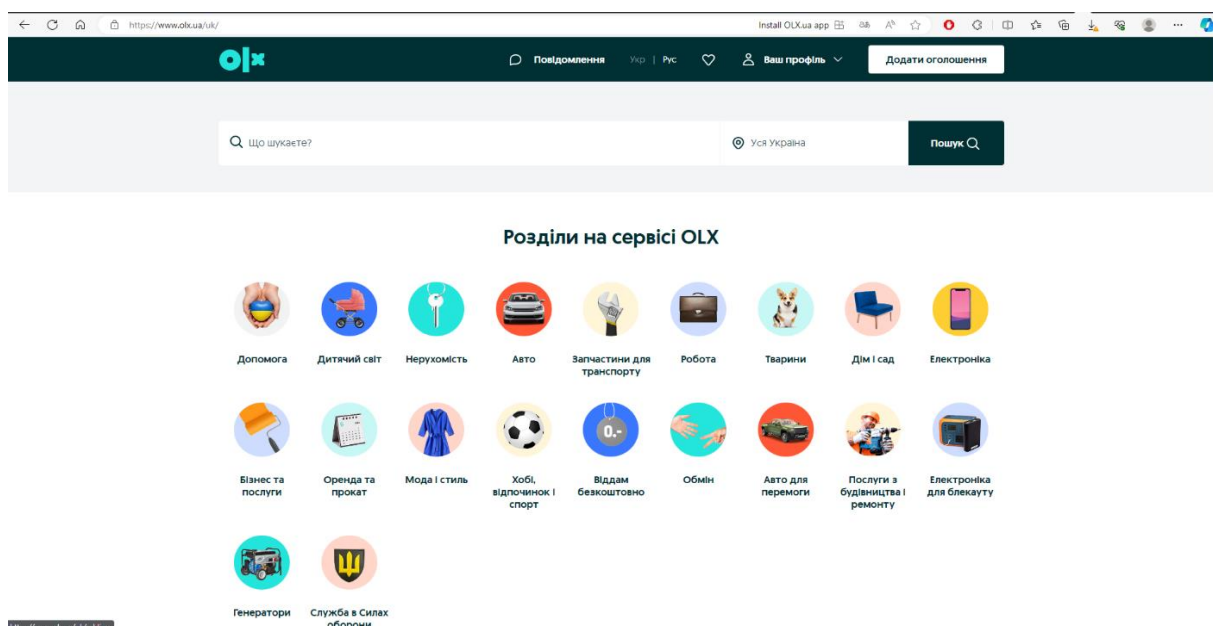 https://www.olx.ua/uk/
Install OLX.ua app
olx
Повідомлення
Укр | Рус
Ваш профіль
Додати оголошення
Що шукаєте?
Уся Україна
Пошук
Розділи на сервісі OLX
Допомога
Дитячий світ
Нерухомість
Авто
Запчастини для
транспорту
Робота
Тварини
Дім і сад
Електроніка
Бізнес та
послуги
Оренда та
прокат
Мода і стиль
Хобі,
відпочинок і
спорт
0.-
Віддам
безкоштовно
Обмін
Авто для
перемоги
Послуги з
будівництва і
ремонту
Електроніка
для блекауту
Генератори
Служба в Силах
оборони